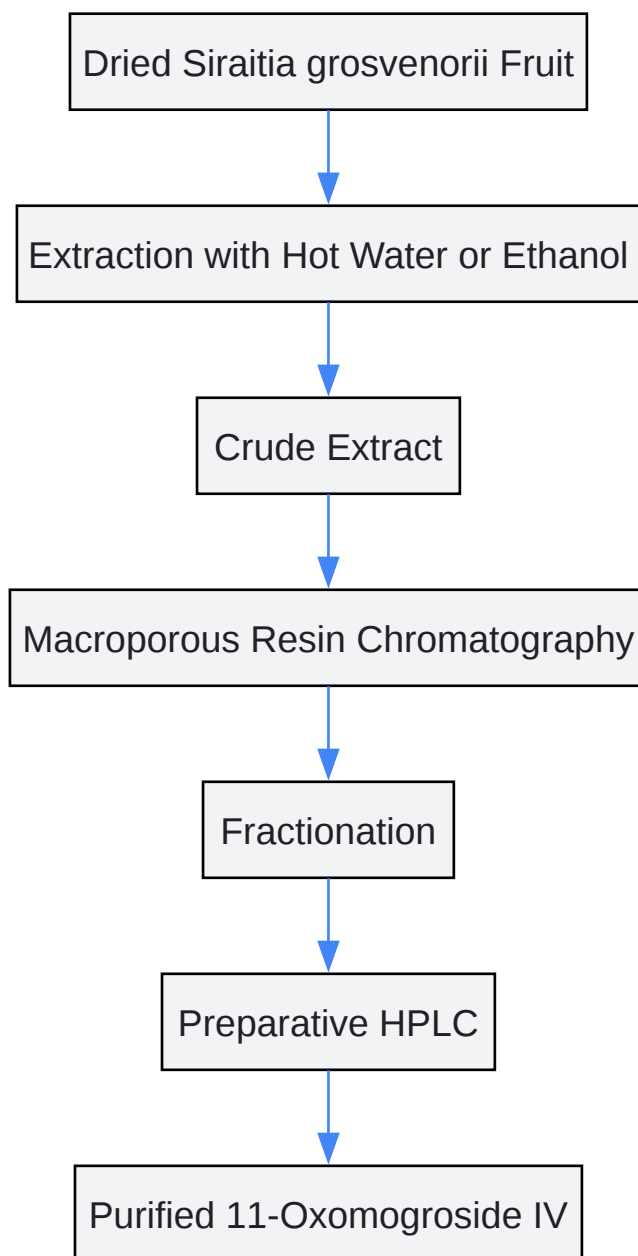 Dried Siraitia grosvenorii Fruit
Extraction with Hot Water or Ethanol
Crude Extract
Macroporous Resin Chromatography
Fractionation
Preparative HPLC
Purified 11-Oxomogroside IV